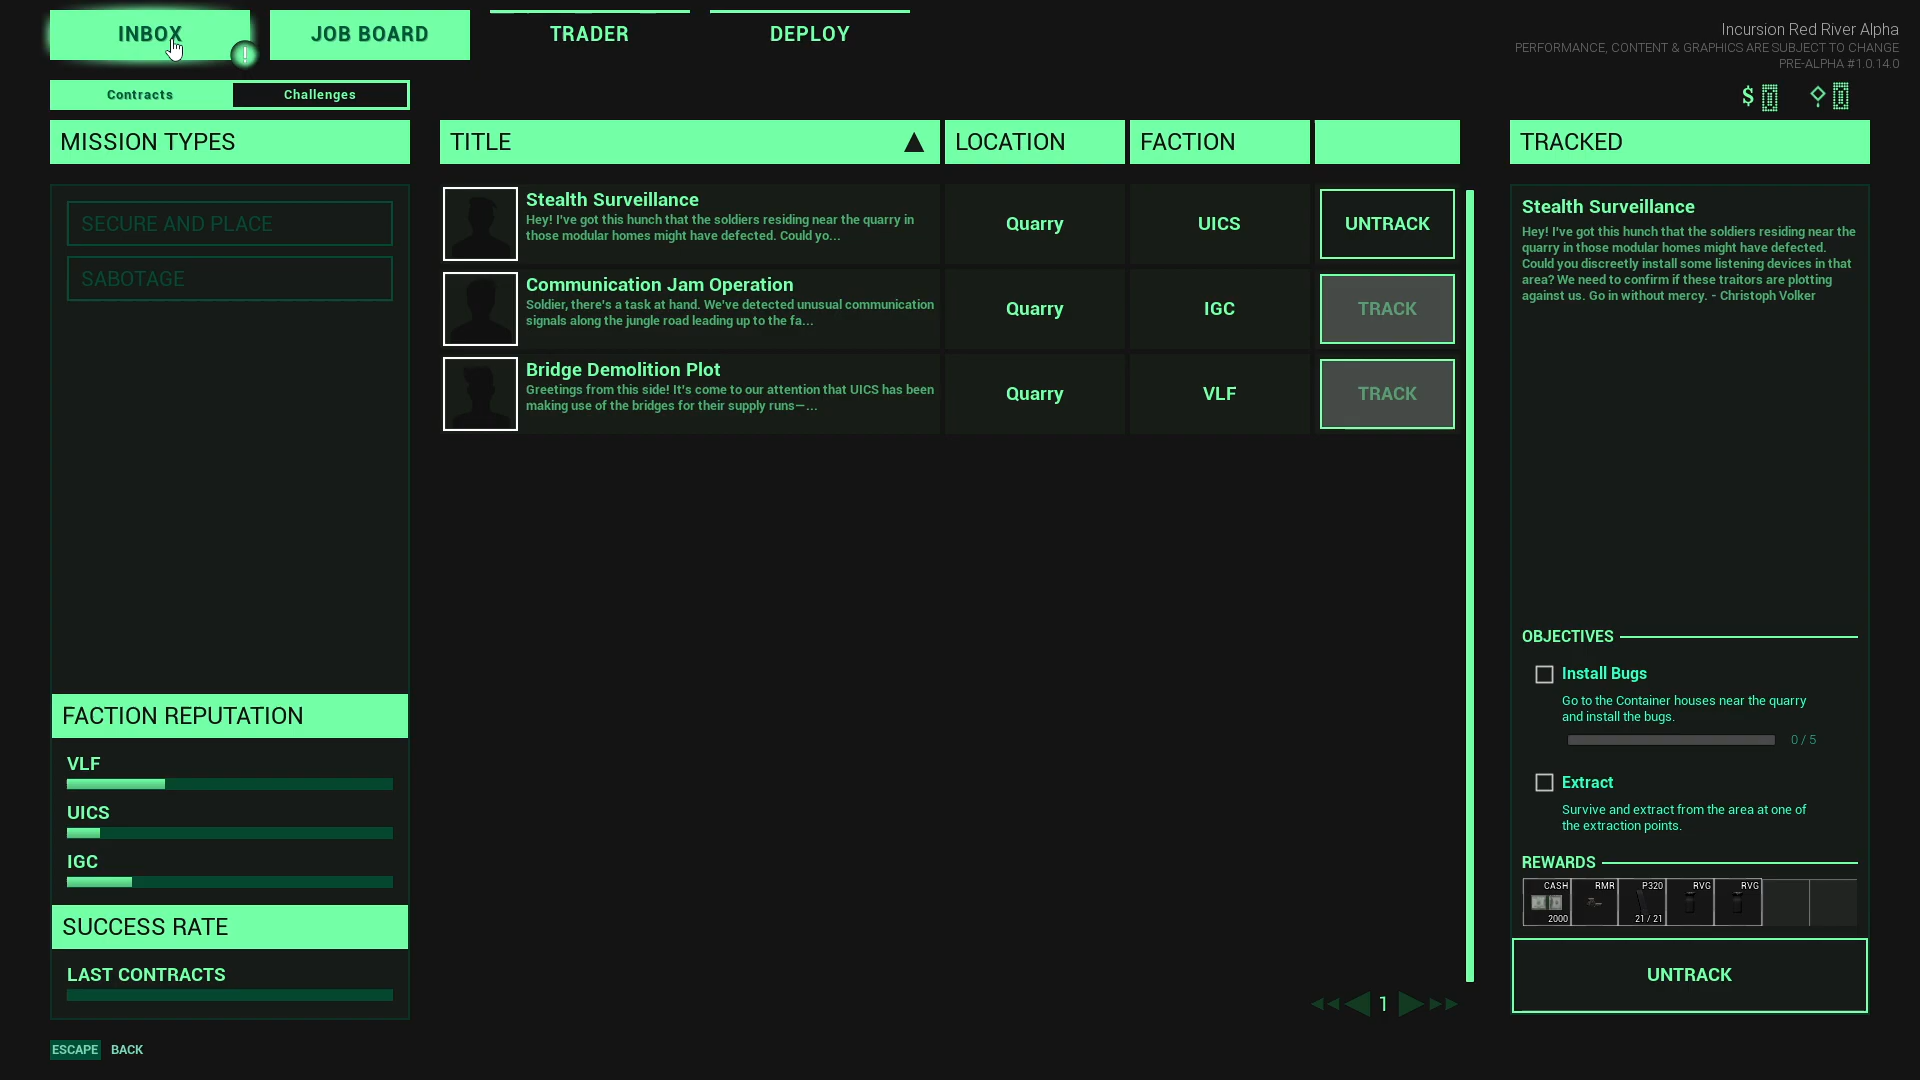 INBOX
JOB BOARD
TRADER
DEPLOY
Incursion Red River Alpha
PERFORMANCE, CONTENT & GRAPHICS ARE SUBJECT TO CHANGE
PRE-ALPHA #1.0.14.0
!
Contracts
Challenges
$ 0
0
MISSION TYPES
TITLE
LOCATION
FACTION
TRACKED
SECURE AND PLACE
SABOTAGE
Stealth Surveillance
Hey! I've got this hunch that the soldiers residing near the quarry in
those modular homes might have defected. Could yo...
Quarry
UICS
UNTRACK
Communication Jam Operation
Soldier, there's a task at hand. We've detected unusual communication
signals along the jungle road leading up to the fa...
Quarry
IGC
TRACK
Bridge Demolition Plot
Greetings from this side! It's come to our attention that UICS has been
making use of the bridges for their supply runs—...
Quarry
VLF
TRACK
Stealth Surveillance
Hey! I've got this hunch that the soldiers residing near the
quarry in those modular homes might have defected.
Could you discreetly install some listening devices in that
area? We need to confirm if these traitors are plotting
against us. Go in without mercy. - Christoph Volker
OBJECTIVES
Install Bugs
Go to the Container houses near the quarry
and install the bugs.
0 / 5
Extract
Survive and extract from the area at one of
the extraction points.
REWARDS
CASH
2000
RMR
P320
21 / 21
RVG
RVG
UNTRACK
FACTION REPUTATION
VLF
UICS
IGC
SUCCESS RATE
LAST CONTRACTS
1
ESCAPE
BACK